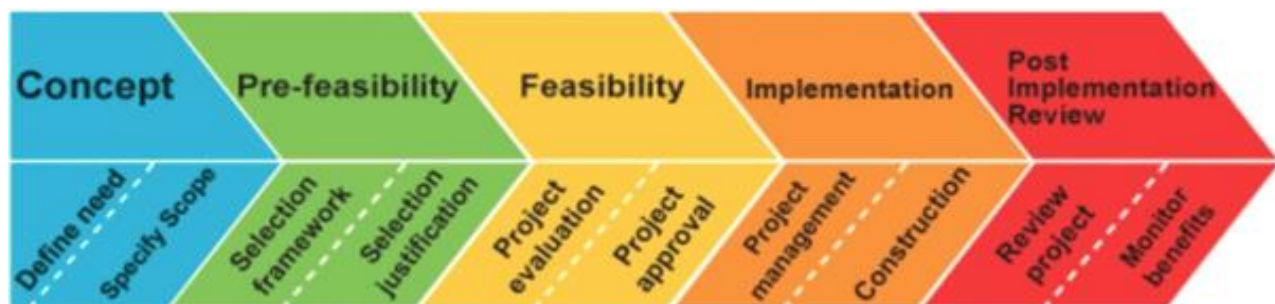 Concept
Pre-feasibility
Feasibility
Implementation
Post
Implementation
Review
Define need
Specify Scope
Selection
framework
Selection
justification
Project
evaluation
Project
approval
Project
management
Construction
Review
project
Monitor
benefits